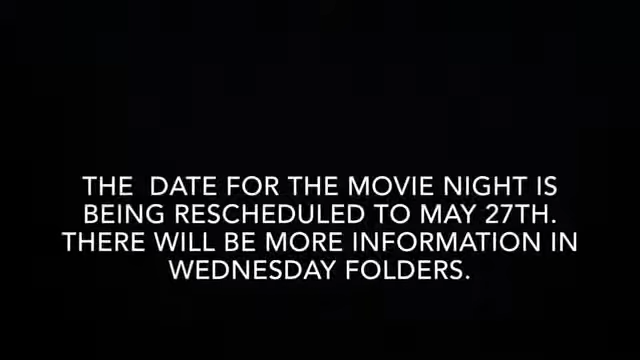 THE  DATE FOR THE MOVIE NIGHT IS
BEING RESCHEDULED TO MAY 27TH.
THERE WILL BE MORE INFORMATION IN
WEDNESDAY FOLDERS.